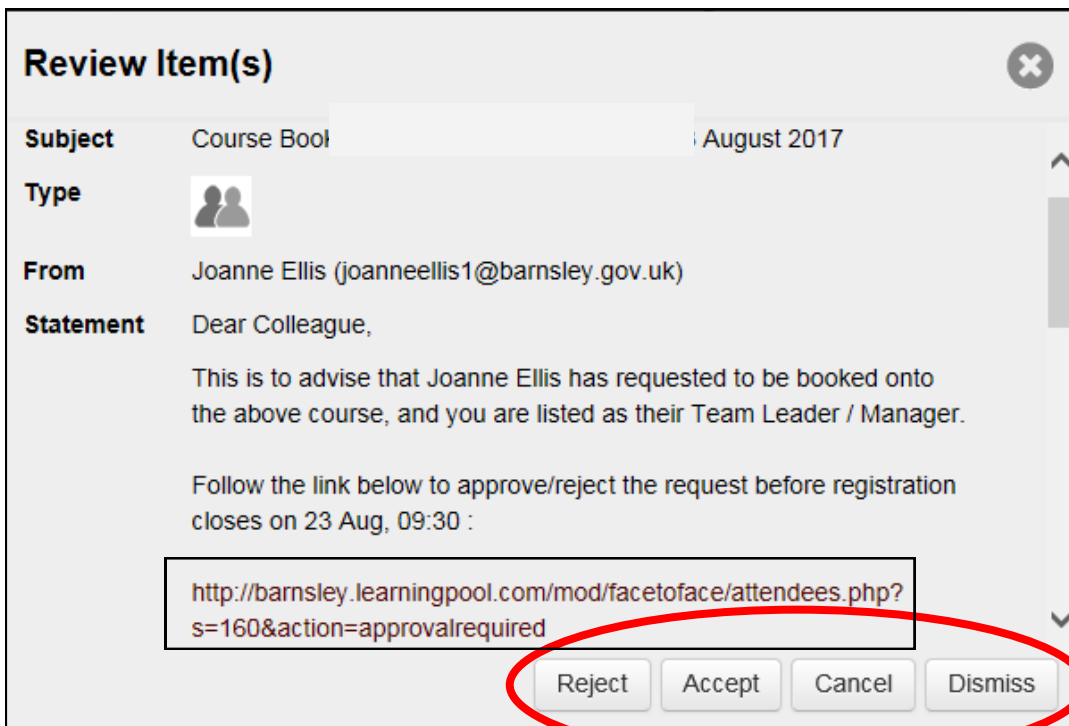 Review Item(s)
Subject Course Book August 2017
Type
From Joanne Ellis (joanneellis1@barnsley.gov.uk)
Statement Dear Colleague,
This is to advise that Joanne Ellis has requested to be booked onto
the above course, and you are listed as their Team Leader / Manager.
Follow the link below to approve/reject the request before registration
closes on 23 Aug, 09:30 :
http://barnsley.learningpool.com/mod/facetoface/attendees.php?
s=160&action=approvalrequired
Reject Accept Cancel Dismiss